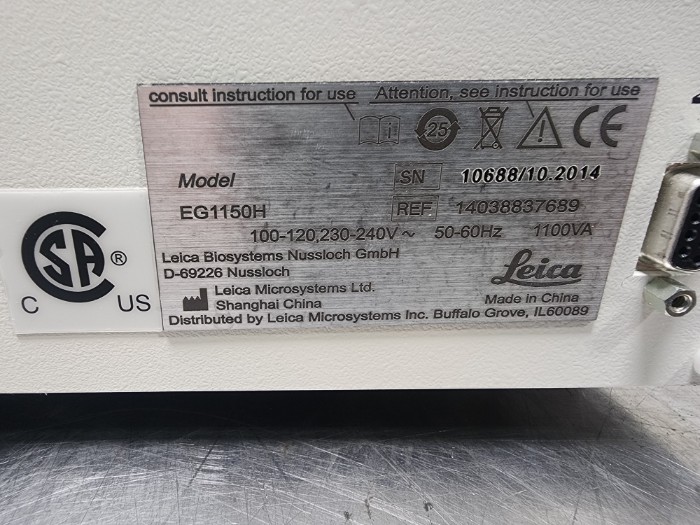 consult instruction for use Attention, see instruction for use
25
CE
Model SN 10688/10.2014
EG1150H REF 14038837689
100-120,230-240V~ 50-60Hz 1100VA
Leica Biosystems Nussloch GmbH
D-69226 Nussloch
Leica
Leica Microsystems Ltd.
Shanghai China
Made in China
Distributed by Leica Microsystems Inc. Buffalo Grove, IL60089
CSA ®
C US